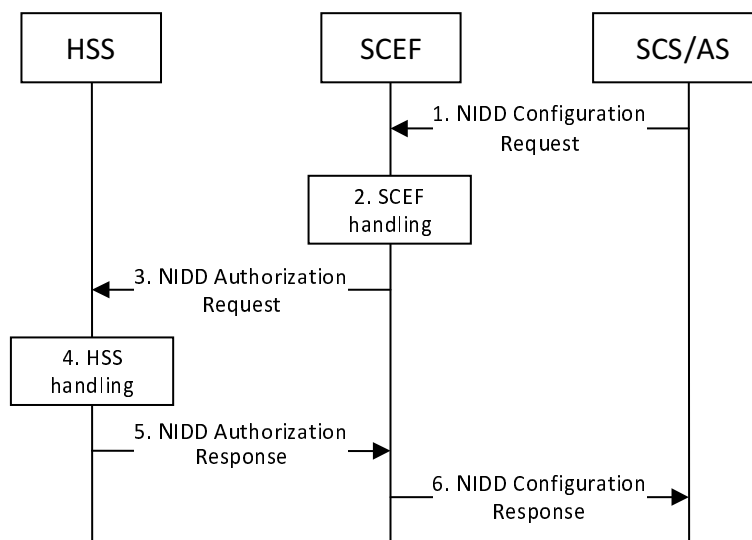 HSS
SCEF
SCS/AS
1. NIDD Configuration
Request
2. SCEF
handling
3. NIDD Authorization
Request
4. HSS
handling
5. NIDD Authorization
Response
6. NIDD Configuration
Response